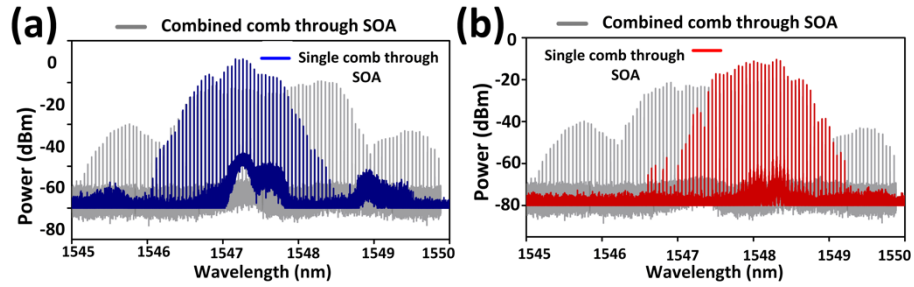 (a)
Combined comb through SOA
Single comb through
SOA
0
-20
-40
-60
-80
Power (dBm)
1545 1546 1547 1548 1549 1550
Wavelength (nm)
(b)
Combined comb through SOA
Single comb through
SOA
0
-20
-40
-60
-80
Power (dBm)
1545 1546 1547 1548 1549 1550
Wavelength (nm)